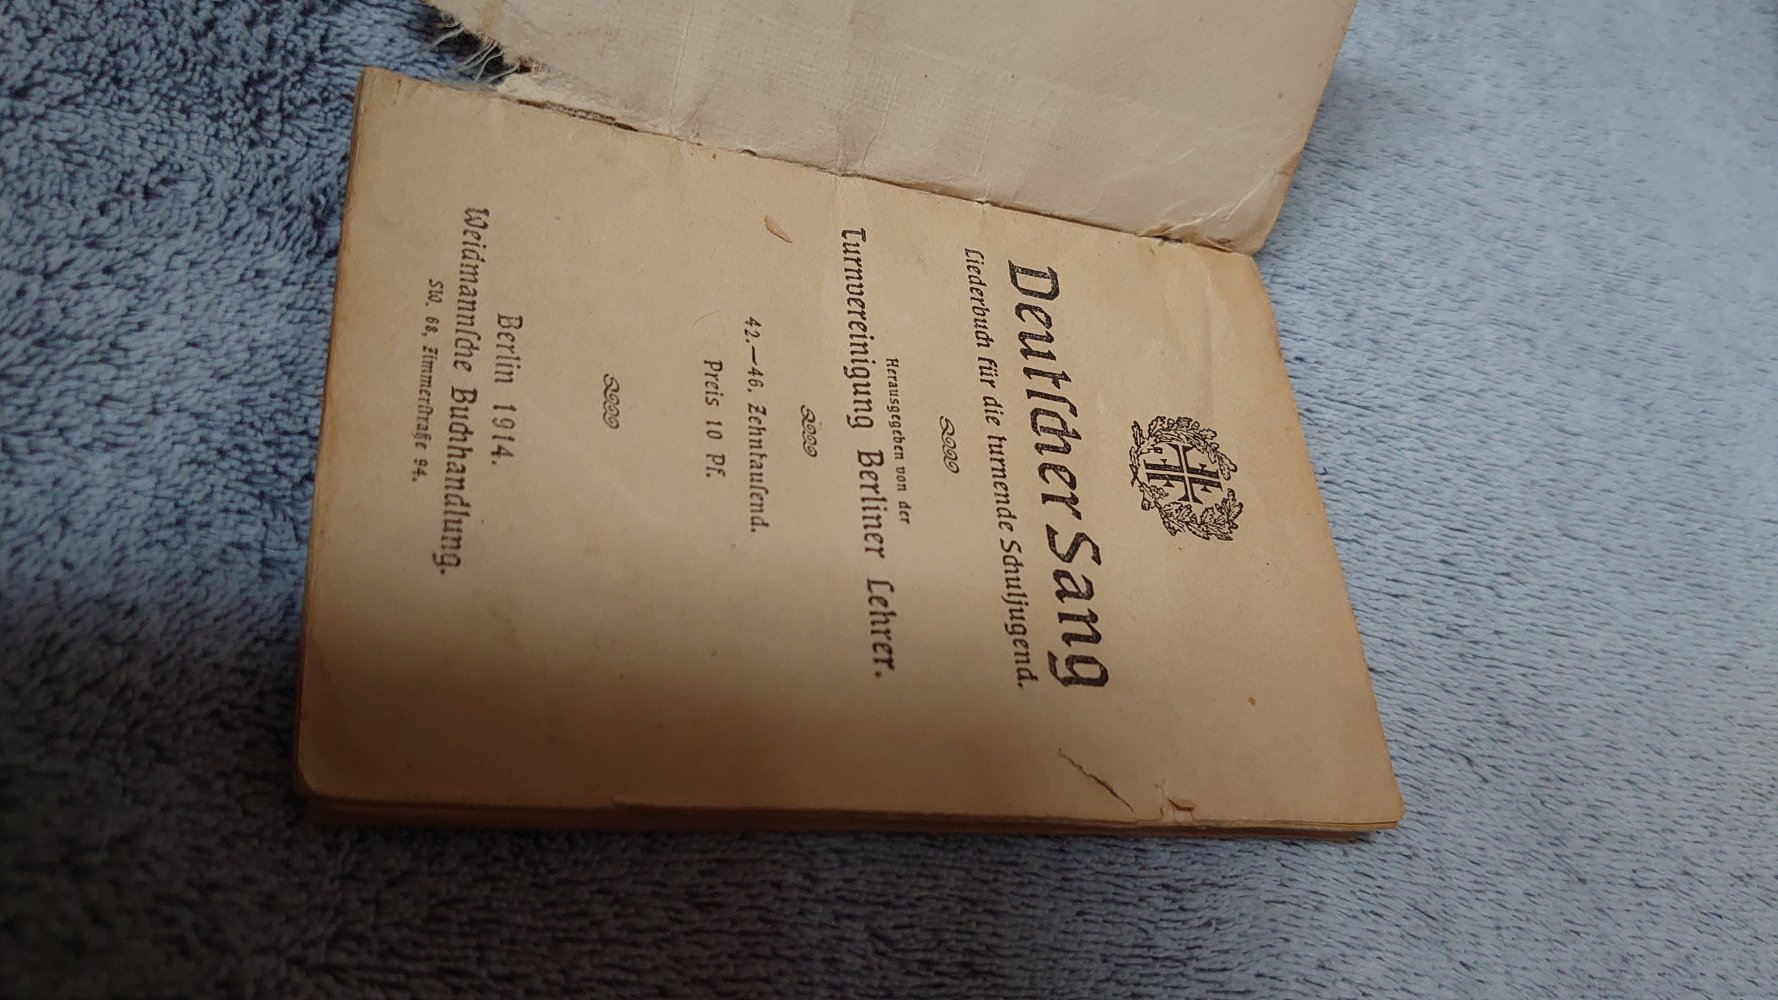 Deutſcher Sang
Liederbuch für die turnende Schuljugend.
Herausgegeben von der
Turnvereinigung Berliner Lehrer.
42.—46. Zehntauſend.
Preis 10 Pf.
Berlin 1914.
Weidmannſche Buchhandlung.
SW. 68, Zimmerſtraße 94.